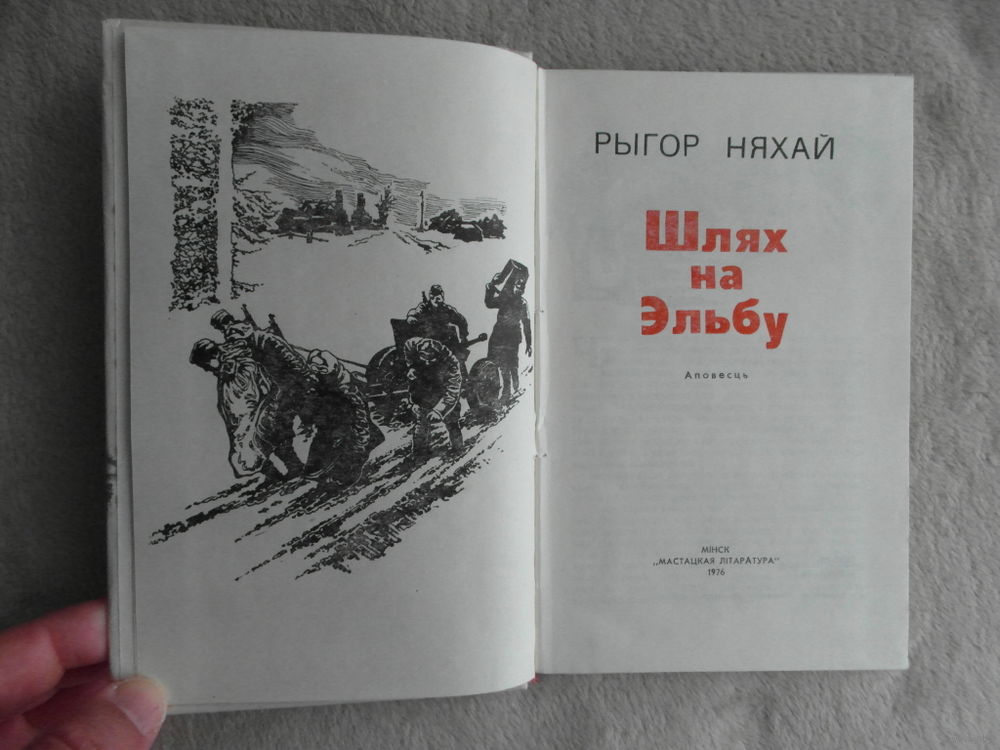 РЫГОР НЯХАЙ
Шлях
на
Эльбу
Аповесць
МІНСК
„МАСТАЦКАЯ ЛІТАРАТУРА"
1976